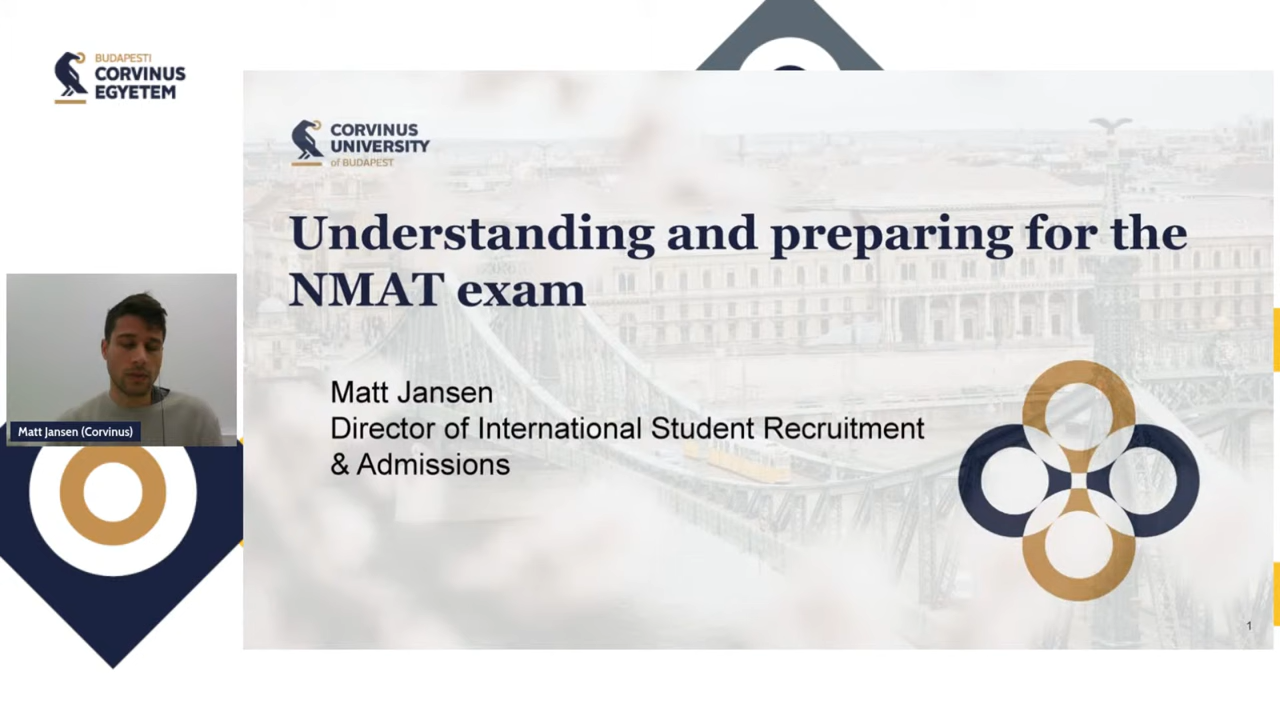 BUDAPESTI
CORVINUS
EGYETEM
CORVINUS
UNIVERSITY
of BUDAPEST
Understanding and preparing for the
NMAT exam
Matt Jansen
Director of International Student Recruitment
& Admissions
Matt Jansen (Corvinus)
1